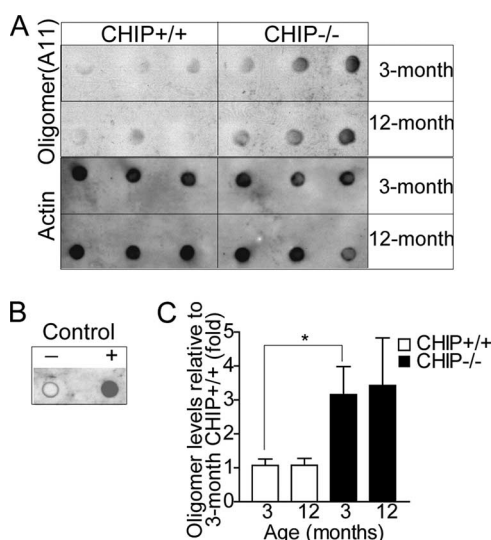 A
CHIP+/+ CHIP-/-
Oligomer(A11)
3-month
12-month
Actin
3-month
12-month
B
Control
– +
C
Oligomer levels relative to
3-month CHIP+/+ (fold)
5
4
3
2
1
0
*
CHIP+/+
CHIP-/-
3 12 3 12
Age (months)